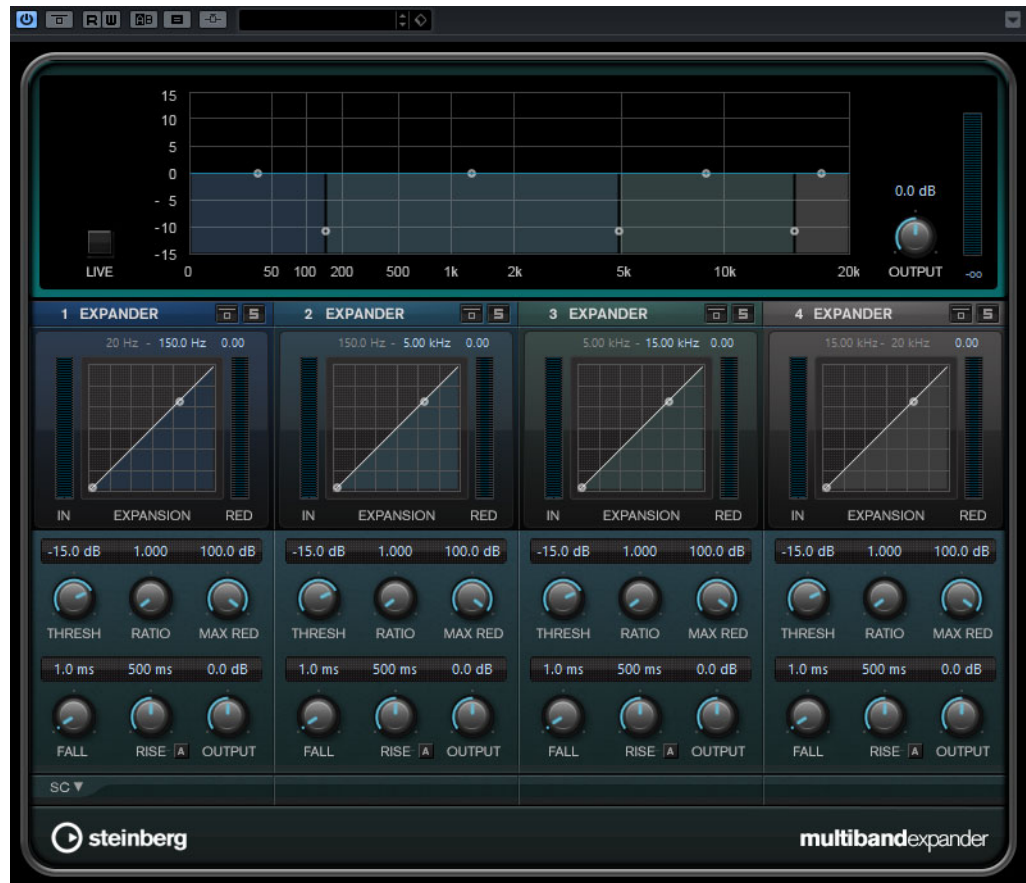 R W AB
15
10
5
0
- 5
- 10
- 15
0 50 100 200 500 1k 2k 5k 10k 20k
LIVE
0.0 dB
OUTPUT
-∞
1 EXPANDER S 2 EXPANDER S 3 EXPANDER S 4 EXPANDER S
20 Hz - 150.0 Hz 0.00 150.0 Hz - 5.00 kHz 0.00 5.00 kHz - 15.00 kHz 0.00 15.00 kHz - 20 kHz 0.00
IN EXPANSION RED IN EXPANSION RED IN EXPANSION RED IN EXPANSION RED
-15.0 dB 1.000 100.0 dB -15.0 dB 1.000 100.0 dB -15.0 dB 1.000 100.0 dB -15.0 dB 1.000 100.0 dB
THRESH RATIO MAX RED THRESH RATIO MAX RED THRESH RATIO MAX RED THRESH RATIO MAX RED
1.0 ms 500 ms 0.0 dB 1.0 ms 500 ms 0.0 dB 1.0 ms 500 ms 0.0 dB 1.0 ms 500 ms 0.0 dB
FALL RISE A OUTPUT FALL RISE A OUTPUT FALL RISE A OUTPUT FALL RISE A OUTPUT
SC ▼
steinberg multibandexpander